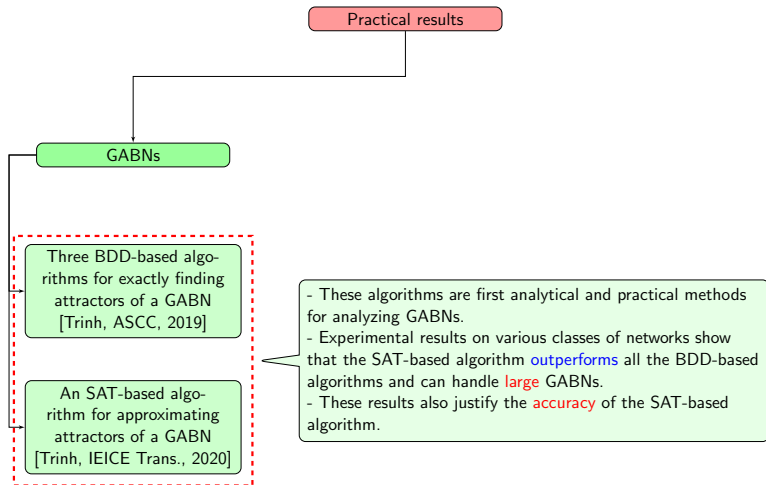 Practical results
GABNs
Three BDD-based algo-
rithms for exactly finding
attractors of a GABN
[Trinh, ASCC, 2019]
An SAT-based algo-
rithm for approximating
attractors of a GABN
[Trinh, IEICE Trans., 2020]
- These algorithms are first analytical and practical methods
for analyzing GABNs.
- Experimental results on various classes of networks show
that the SAT-based algorithm outperforms all the BDD-based
algorithms and can handle large GABNs.
- These results also justify the accuracy of the SAT-based
algorithm.